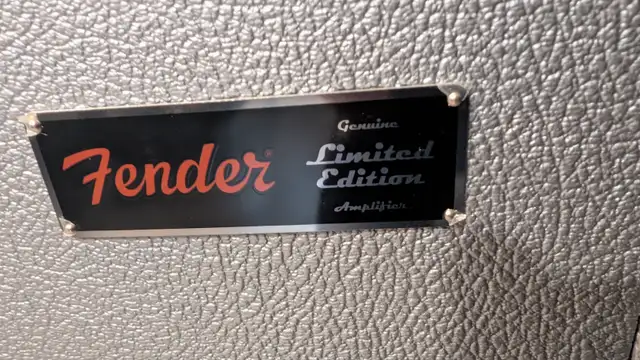 Fender
Genuine
Limited
Edition
Amplifier